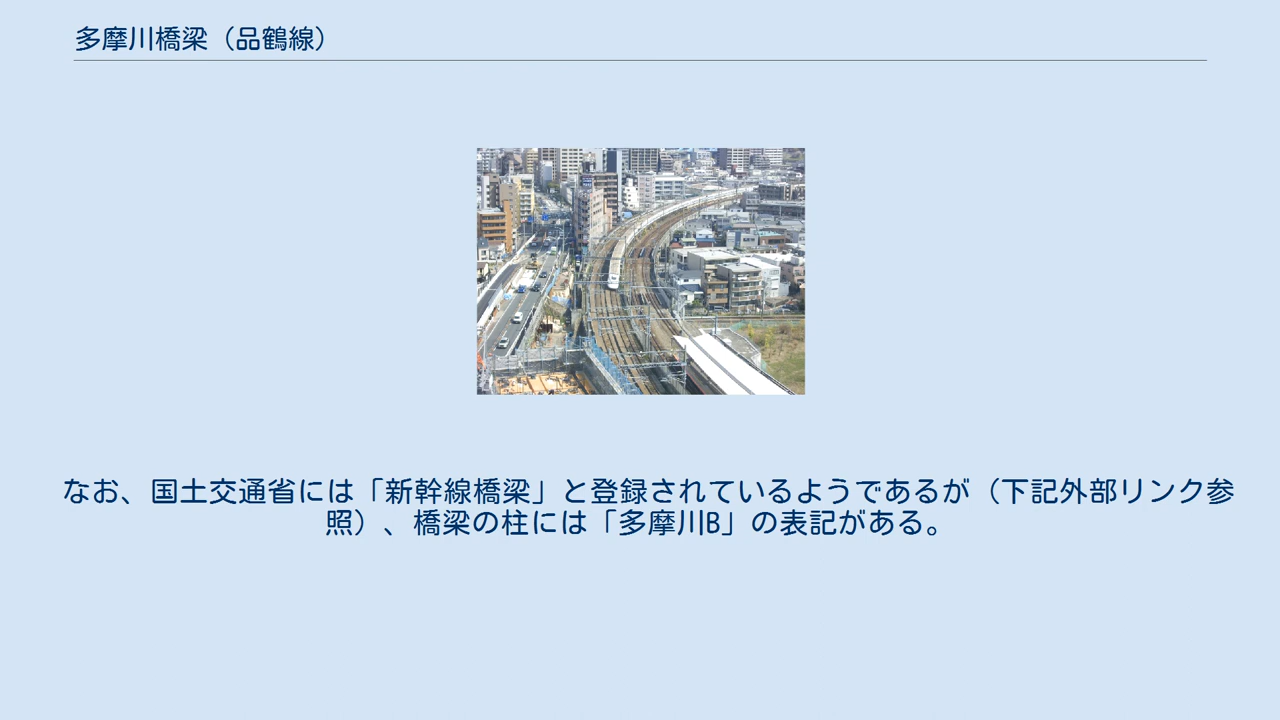 多摩川橋梁（品鶴線）
なお、国土交通省には「新幹線橋梁」と登録されているようであるが（下記外部リンク参
照）、橋梁の柱には「多摩川B」の表記がある。